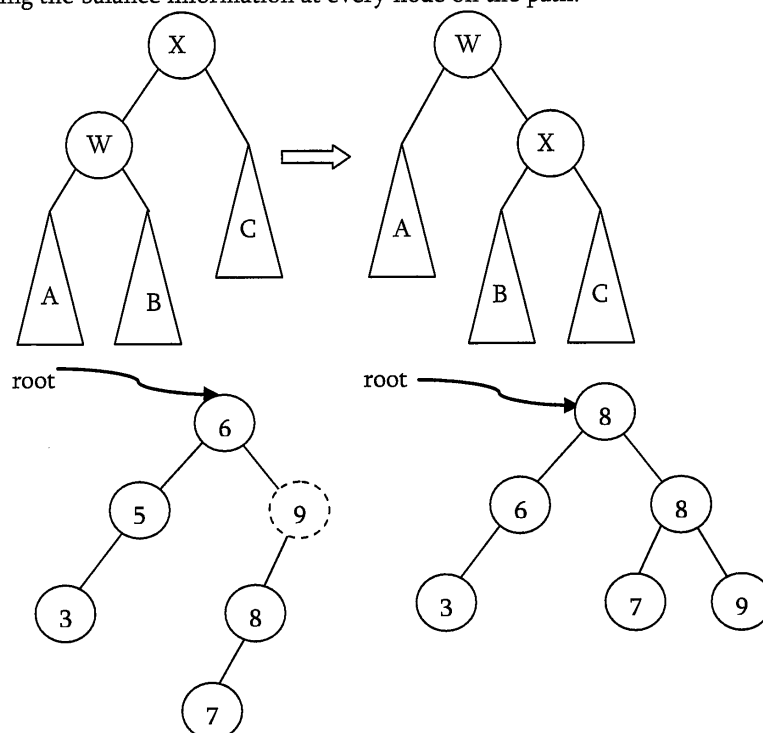 ing the balance information at every node on the path.
X
W
W
X
C
A
A
B
B
C
root
root
6
8
5
9
6
8
3
8
3
7
9
7